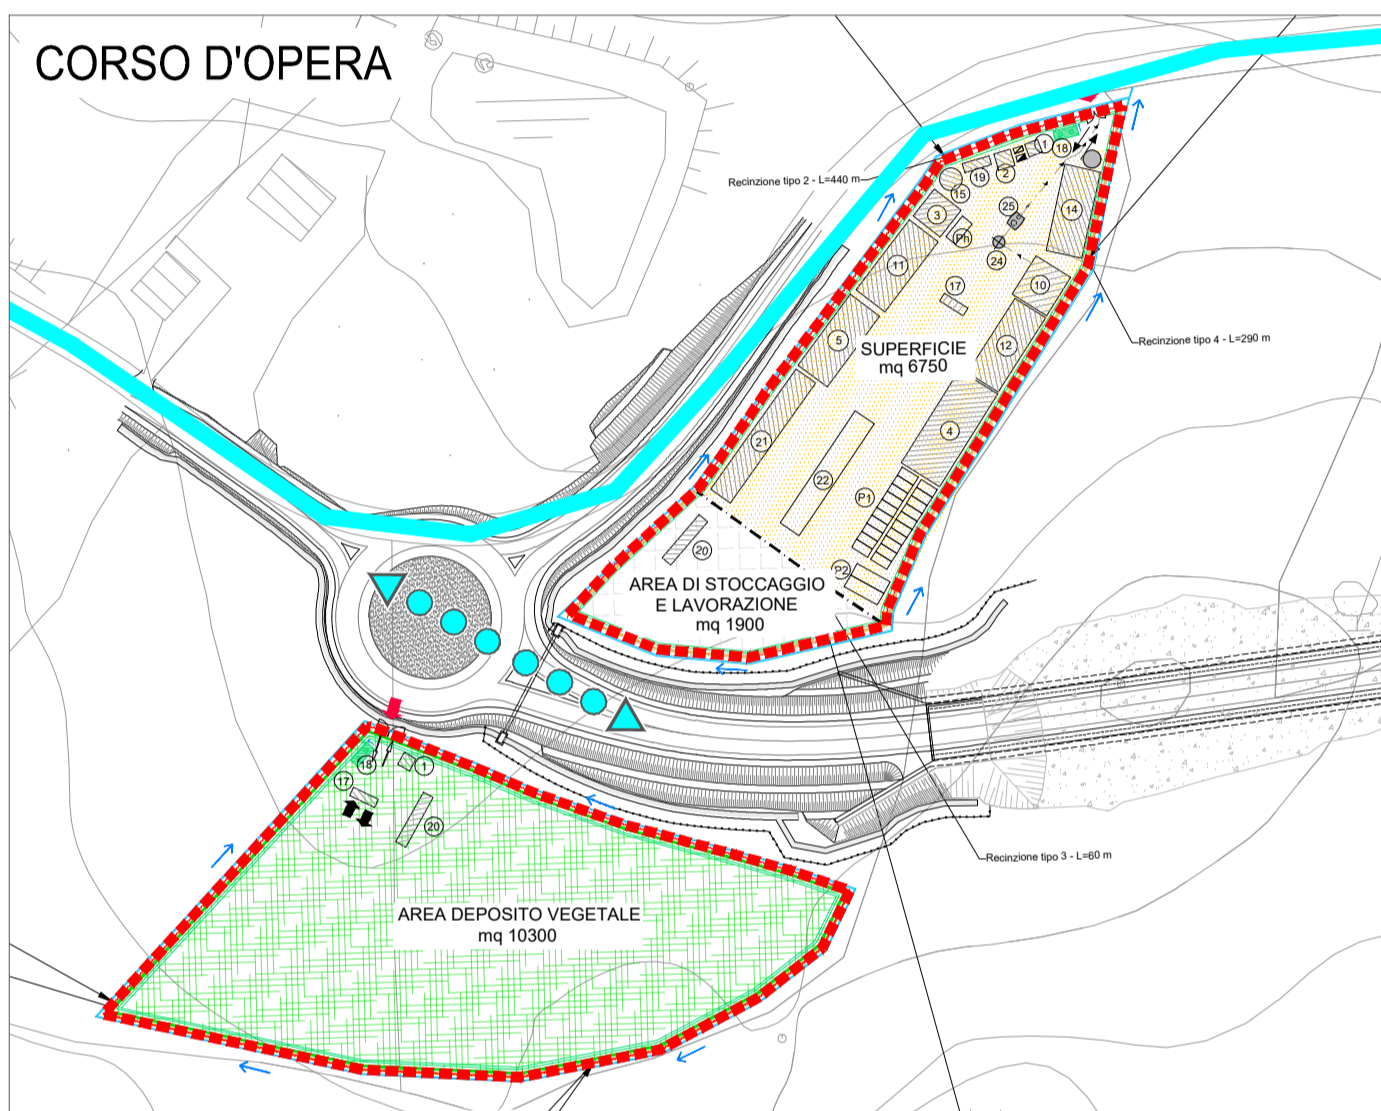 CORSO D'OPERA
Recinzione tipo 2 - L=440 m
1
18
2
19
15
3
25
14
Ph
24
11
10
17
5
SUPERFICIE
mq 6750
12
Recinzione tipo 4 - L=290 m
4
21
22
P1
20
P2
AREA DI STOCCAGGIO
E LAVORAZIONE
mq 1900
18
1
17
20
Recinzione tipo 3 - L=60 m
AREA DEPOSITO VEGETALE
mq 10300